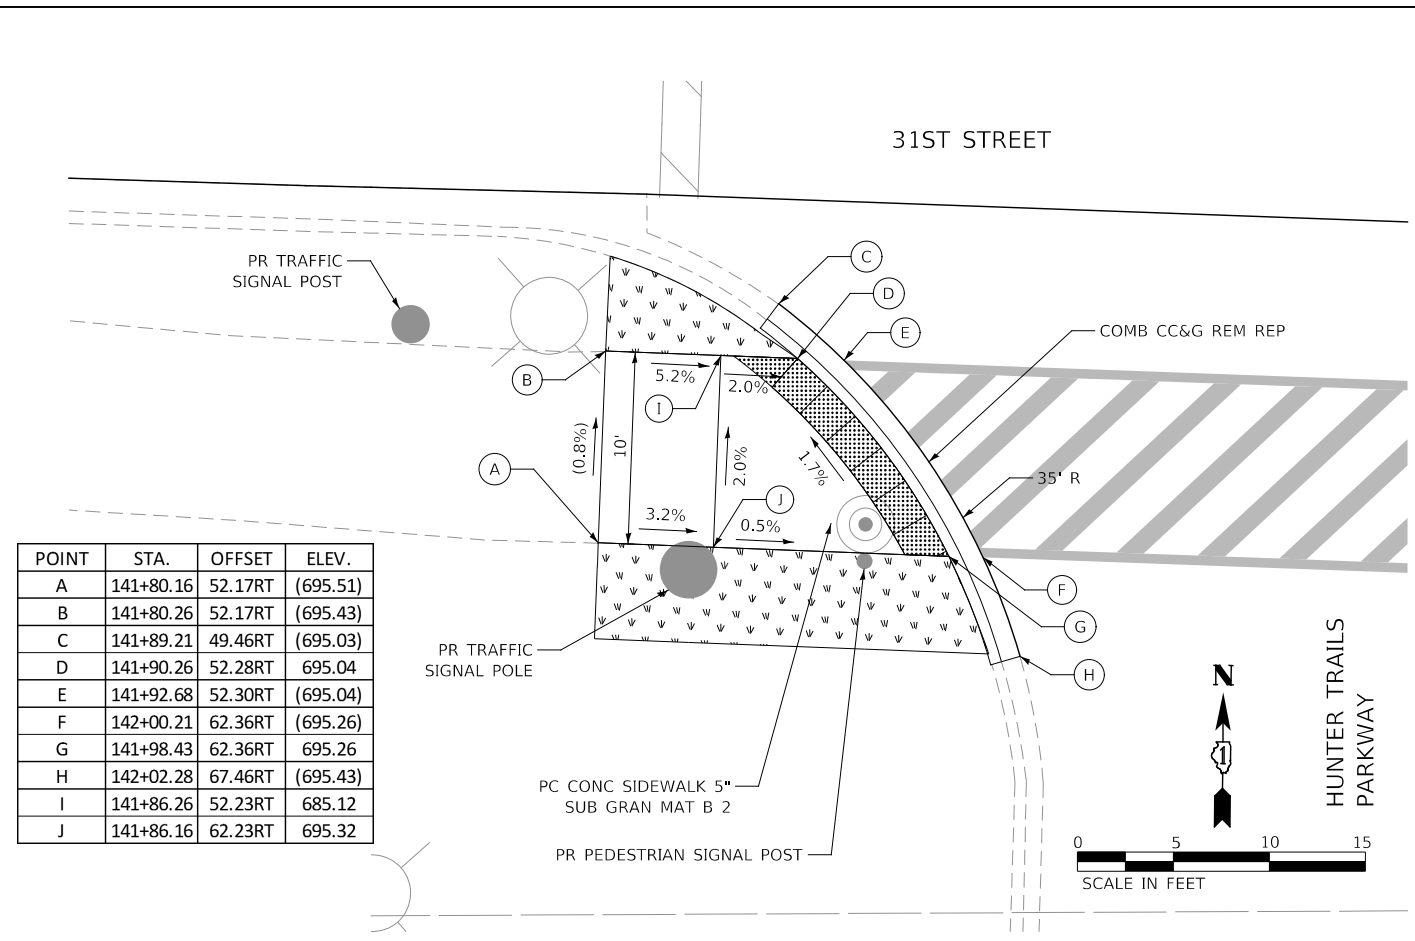 31ST STREET
PR TRAFFIC
SIGNAL POST
C
D
E
COMB CC&G REM REP
B
5.2%
2.0%
I
(0.8%)
10'
2.0%
1.7%
A
J
35' R
3.2%
0.5%
F
G
H
PR TRAFFIC
SIGNAL POLE
POINT STA. OFFSET ELEV.
A 141+80.16 52.17RT (695.51)
B 141+80.26 52.17RT (695.43)
C 141+89.21 49.46RT (695.03)
D 141+90.26 52.28RT 695.04
E 141+92.68 52.30RT (695.04)
F 142+00.21 62.36RT (695.26)
G 141+98.43 62.36RT 695.26
H 142+02.28 67.46RT (695.43)
I 141+86.26 52.23RT 685.12
J 141+86.16 62.23RT 695.32
PC CONC SIDEWALK 5"
SUB GRAN MAT B 2
PR PEDESTRIAN SIGNAL POST
N
1
HUNTER TRAILS
PARKWAY
0 5 10 15
SCALE IN FEET